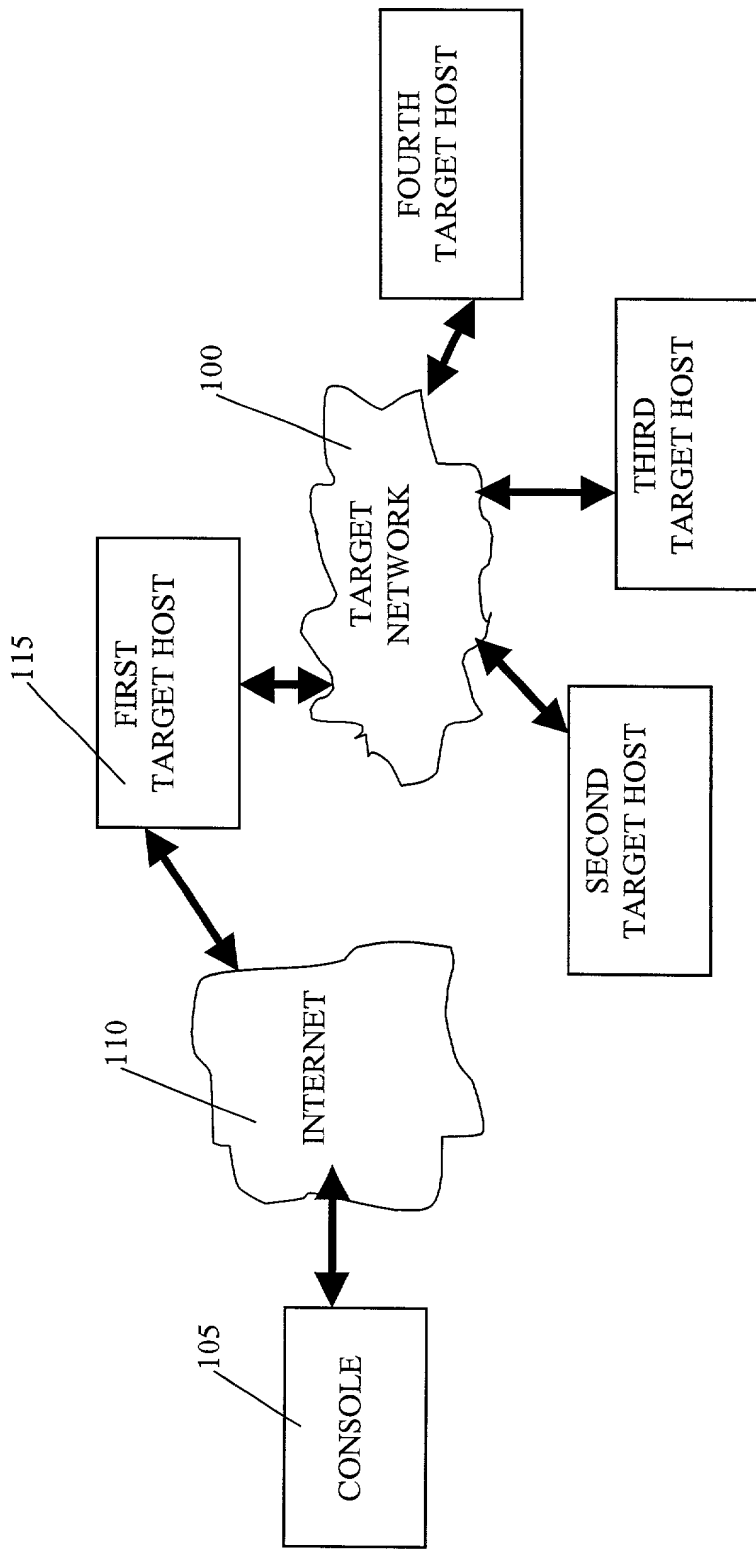 105
CONSOLE
110
INTERNET
115
FIRST
TARGET HOST
100
TARGET
NETWORK
SECOND
TARGET HOST
THIRD
TARGET HOST
FOURTH
TARGET HOST